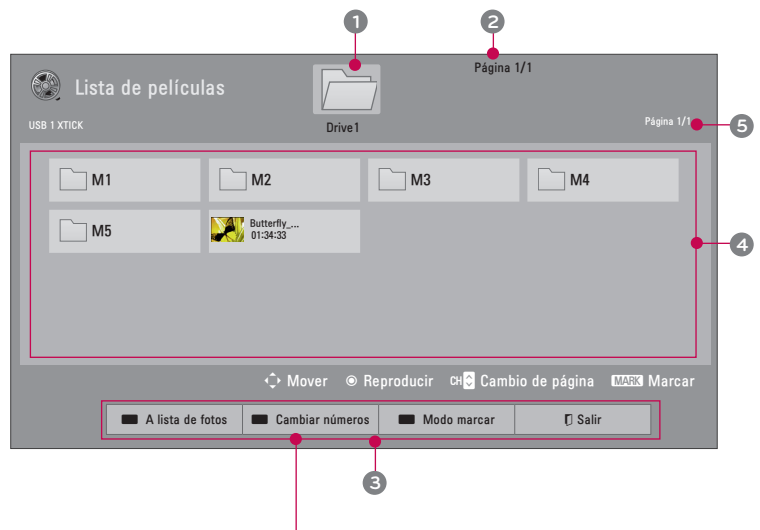 1
2
Página 1/1
Lista de películas
USB 1 XTICK
Drive1
Página 1/1
5
M1
M2
M3
M4
M5
Butterfly_...
01:34:33
4
Mover
Reproducir
CH Cambio de página
MARK Marcar
A lista de fotos
Cambiar números
Modo marcar
Salir
3